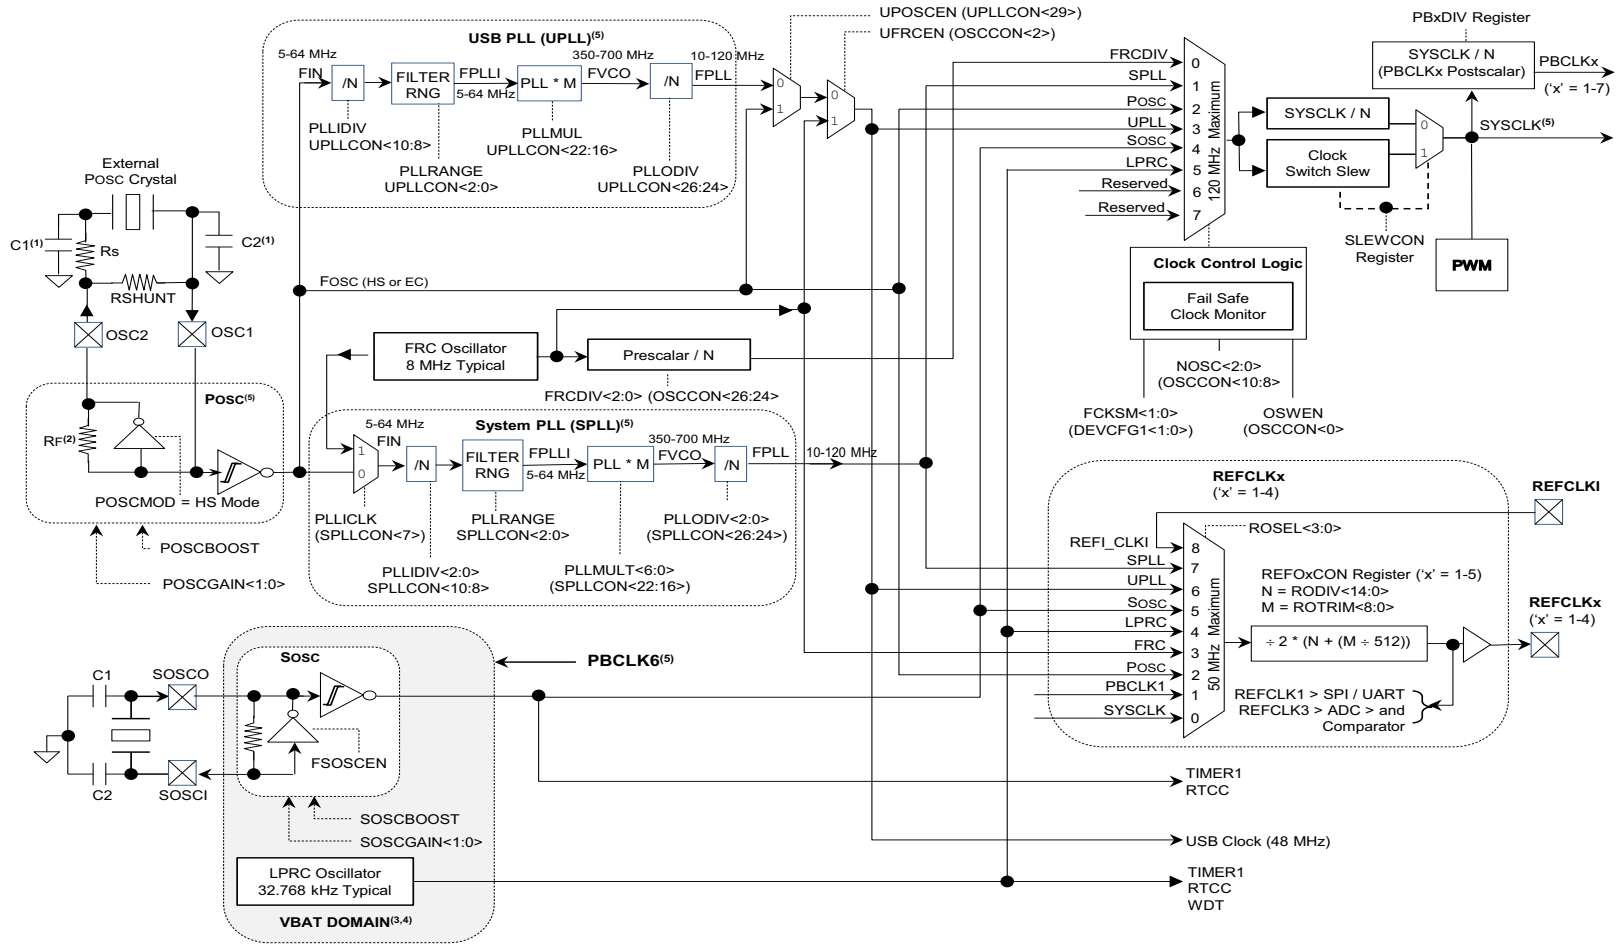 USB PLL (UPLL)(5)
5-64 MHz
FIN
/N
FILTER
RNG
FPLLI
5-64 MHz
PLL * M
350-700 MHz
FVCO
/N
10-120 MHz
FPLL
PLLIDIV
UPLLCON<10:8>
PLLRANGE
UPLLCON<2:0>
PLLMUL
UPLLCON<22:16>
PLLODIV
UPLLCON<26:24>
UPOSCEN (UPLLCON<29>)
UFRCEN (OSCCON<2>)
0
1
0
1
FRCDIV
0
SPLL
1
POSC
2
UPLL
3
SOSC
4
LPRC
5
Reserved
6
Reserved
7
120 MHz Maximum
PBxDIV Register
SYSCLK / N
(PBCLKx Postscalar)
PBCLKx
('x' = 1-7)
SYSCLK / N
Clock
Switch Slew
0
1
SYSCLK(5)
SLEWCON
Register
PWM
Clock Control Logic
Fail Safe
Clock Monitor
NOSC<2:0>
(OSCCON<10:8>
FCKSM<1:0>
(DEVCFG1<1:0>)
OSWEN
(OSCCON<0>
External
POSC Crystal
C1(1)
Rs
C2(1)
RSHUNT
OSC2
OSC1
POSC(5)
RF(2)
POSCMOD = HS Mode
POSCBOOST
POSCGAIN<1:0>
FOSC (HS or EC)
FRC Oscillator
8 MHz Typical
Prescalar / N
FRCDIV<2:0> (OSCCON<26:24>
System PLL (SPLL)(5)
5-64 MHz
FIN
1
0
/N
FILTER
RNG
FPLLI
5-64 MHz
PLL * M
350-700 MHz
FVCO
/N
FPLL
10-120 MHz
PLLICLK
(SPLLCON<7>)
PLLRANGE
SPLLCON<2:0>
PLLODIV<2:0>
(SPLLCON<26:24>)
PLLIDIV<2:0>
SPLLCON<10:8>
PLLMULT<6:0>
(SPLLCON<22:16>)
REFCLKx
('x' = 1-4)
REFCLKI
ROSEL<3:0>
REFI_CLKI
8
SPLL
7
UPLL
6
SOSC
5
LPRC
4
FRC
3
POSC
2
PBCLK1
1
SYSCLK
0
50 MHz Maximum
REFOxCON Register ('x' = 1-5)
N = RODIV<14:0>
M = ROTRIM<8:0>
÷ 2 * (N + (M ÷ 512))
REFCLKx
('x' = 1-4)
REFCLK1 > SPI / UART
REFCLK3 > ADC > and
Comparator
PBCLK6(5)
SOSC
C1
SOSCO
C2
SOSCI
FSOSCEN
SOSCBOOST
SOSCGAIN<1:0>
LPRC Oscillator
32.768 kHz Typical
VBAT DOMAIN(3,4)
TIMER1
RTCC
USB Clock (48 MHz)
TIMER1
RTCC
WDT